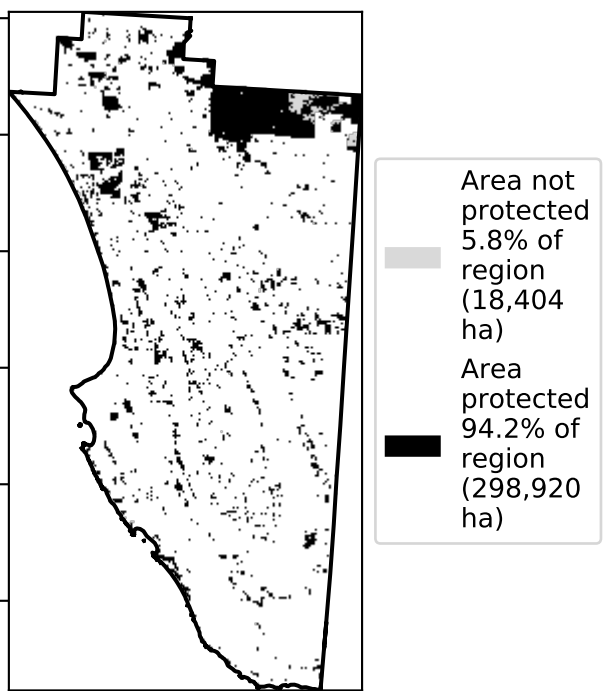 Area not
protected
5.8% of
region
(18,404
ha)
Area
protected
94.2% of
region
(298,920
ha)